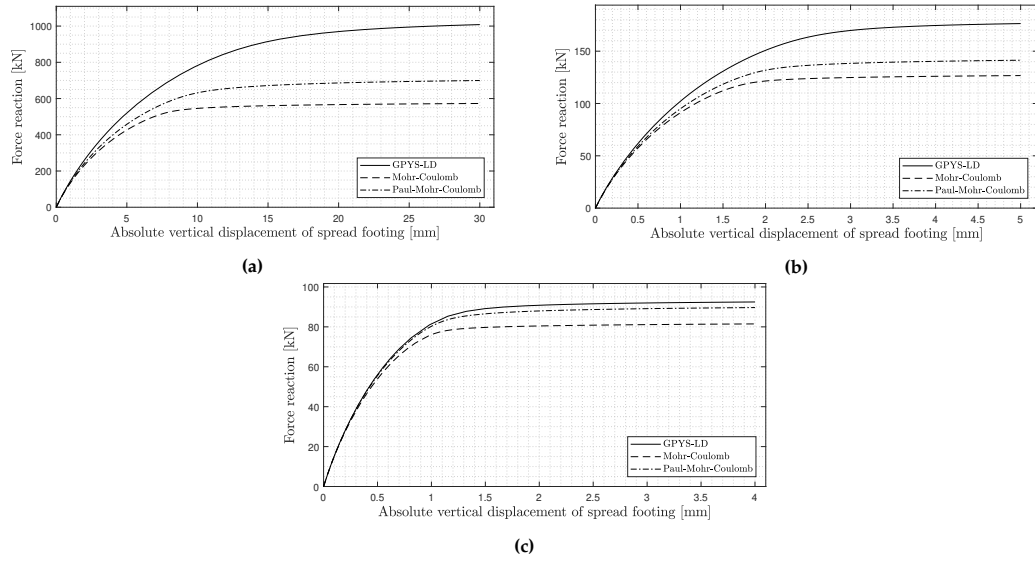 1000
800
600
400
200
0
Force reaction [kN]
GPYS-LD
Mohr-Coulomb
Paul-Mohr-Coulomb
0 5 10 15 20 25 30
Absolute vertical displacement of spread footing [mm]
(a)
150
100
50
0
Force reaction [kN]
GPYS-LD
Mohr-Coulomb
Paul-Mohr-Coulomb
0 0.5 1 1.5 2 2.5 3 3.5 4 4.5 5
Absolute vertical displacement of spread footing [mm]
(b)
100
80
60
40
20
0
Force reaction [kN]
GPYS-LD
Mohr-Coulomb
Paul-Mohr-Coulomb
0 0.5 1 1.5 2 2.5 3 3.5 4
Absolute vertical displacement of spread footing [mm]
(c)